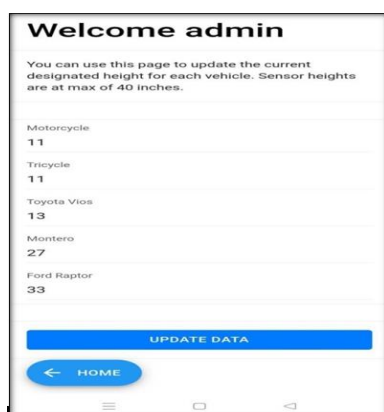 Welcome admin
You can use this page to update the current
designated height for each vehicle. Sensor heights
are at max of 40 inches.
Motorcycle
11
Tricycle
11
Toyota Vios
13
Montero
27
Ford Raptor
33
UPDATE DATA
HOME